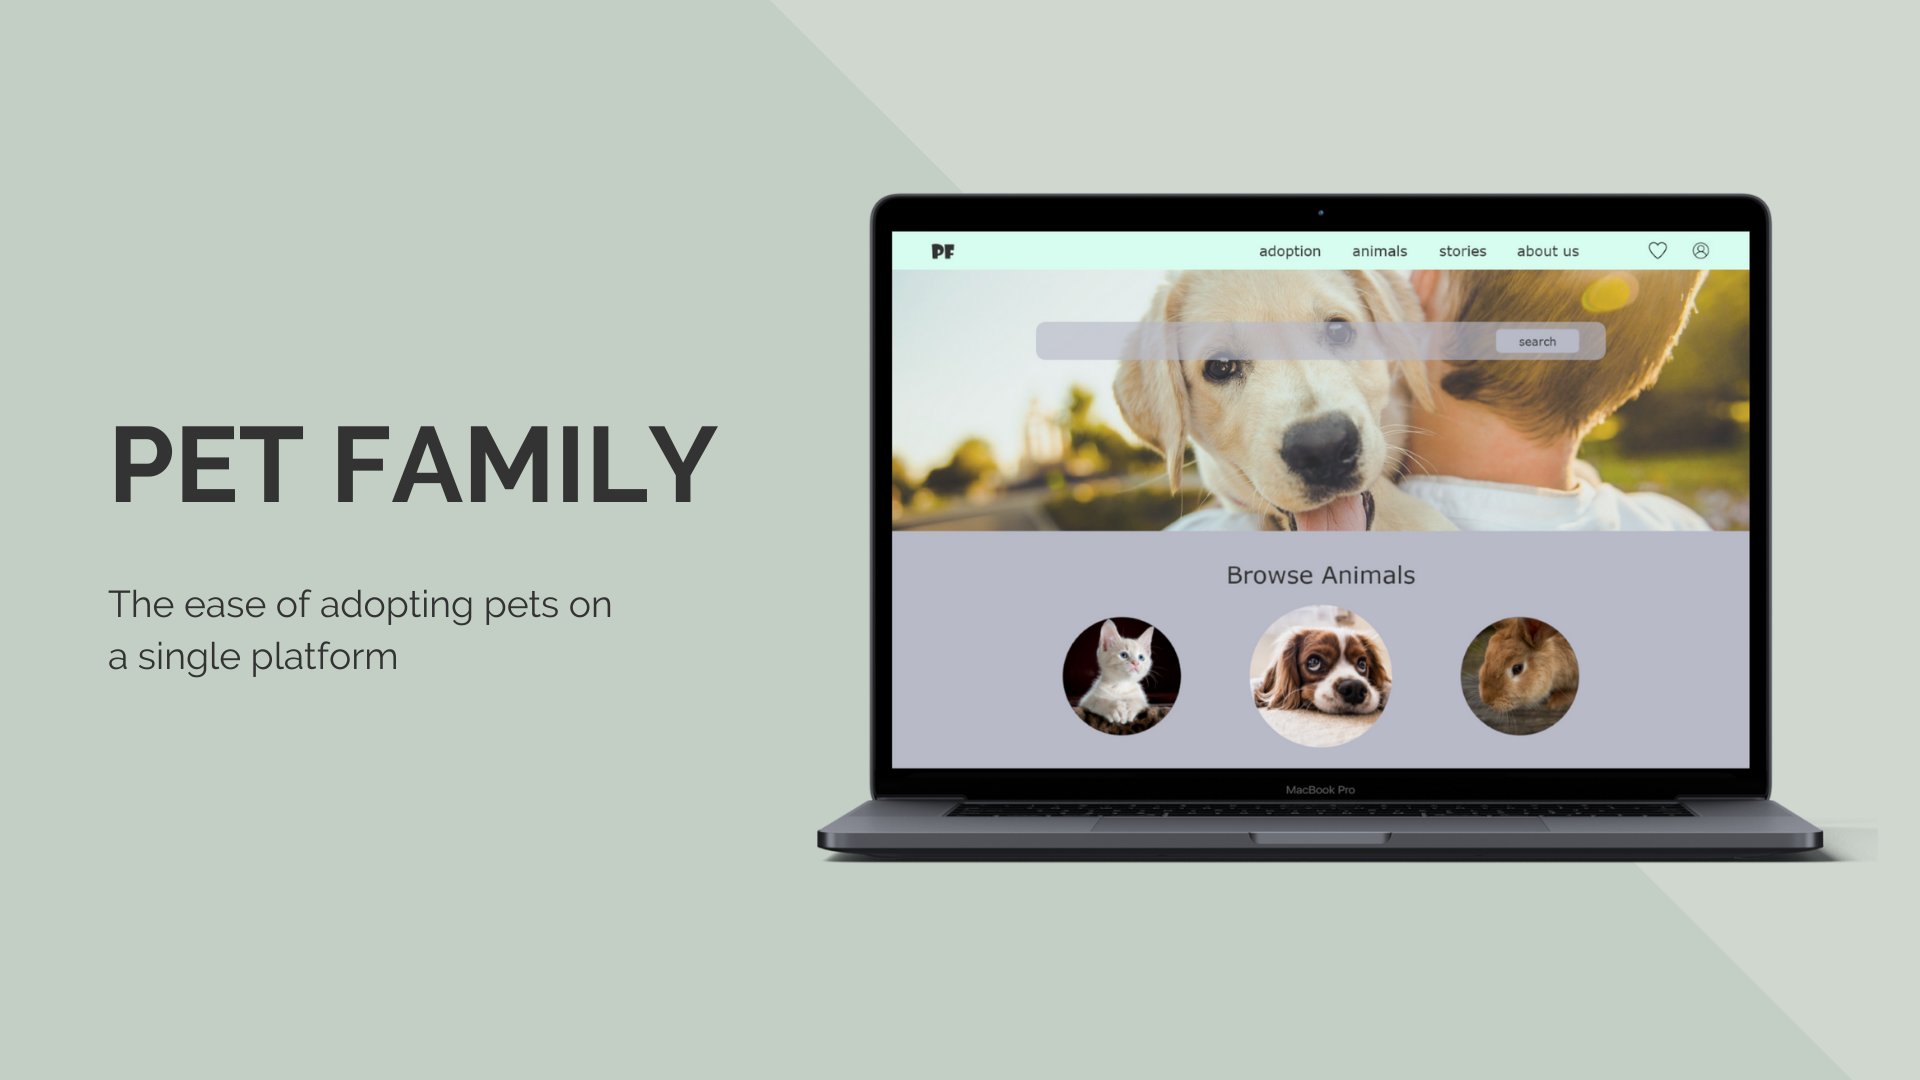 PET FAMILY
The ease of adopting pets on
a single platform
PF adoption animals stories about us
search
Browse Animals
MacBook Pro